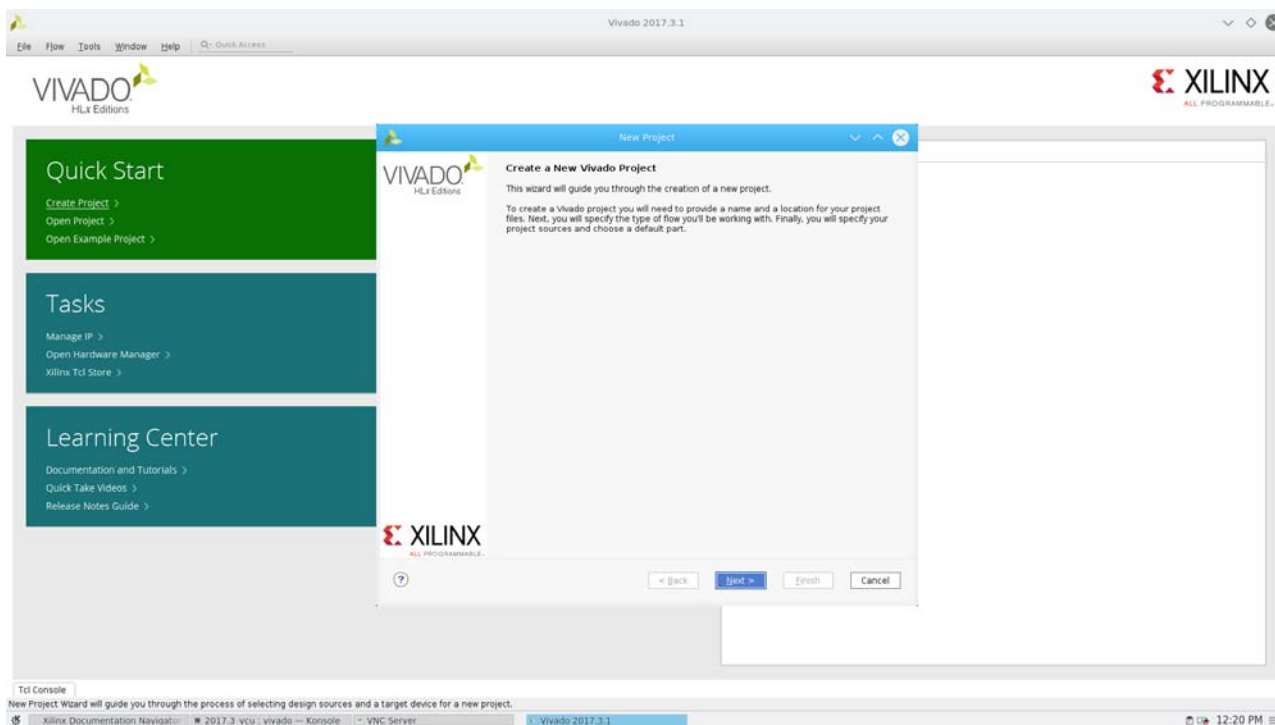 Vivado 2017.3.1
File Flow Tools Window Help Quick Access
VIVADO
HLx Editions
XILINX
ALL PROGRAMMABLE
Quick Start
Create Project >
Open Project >
Open Example Project >
Tasks
Manage IP >
Open Hardware Manager >
Xilinx Tcl Store >
Learning Center
Documentation and Tutorials >
Quick Take Videos >
Release Notes Guide >
New Project
VIVADO
HLx Editions
Create a New Vivado Project
This wizard will guide you through the creation of a new project.
To create a Vivado project you will need to provide a name and a location for your project
files. Next, you will specify the type of flow you'll be working with. Finally, you will specify your
project sources and choose a default part.
XILINX
ALL PROGRAMMABLE
?
< Back Next > Finish Cancel
Tcl Console
New Project Wizard will guide you through the process of selecting design sources and a target device for a new project.
Xilinx Documentation Navigator 2017.3_vcu : vivado — Konsole VNC Server Vivado 2017.3.1 12:20 PM